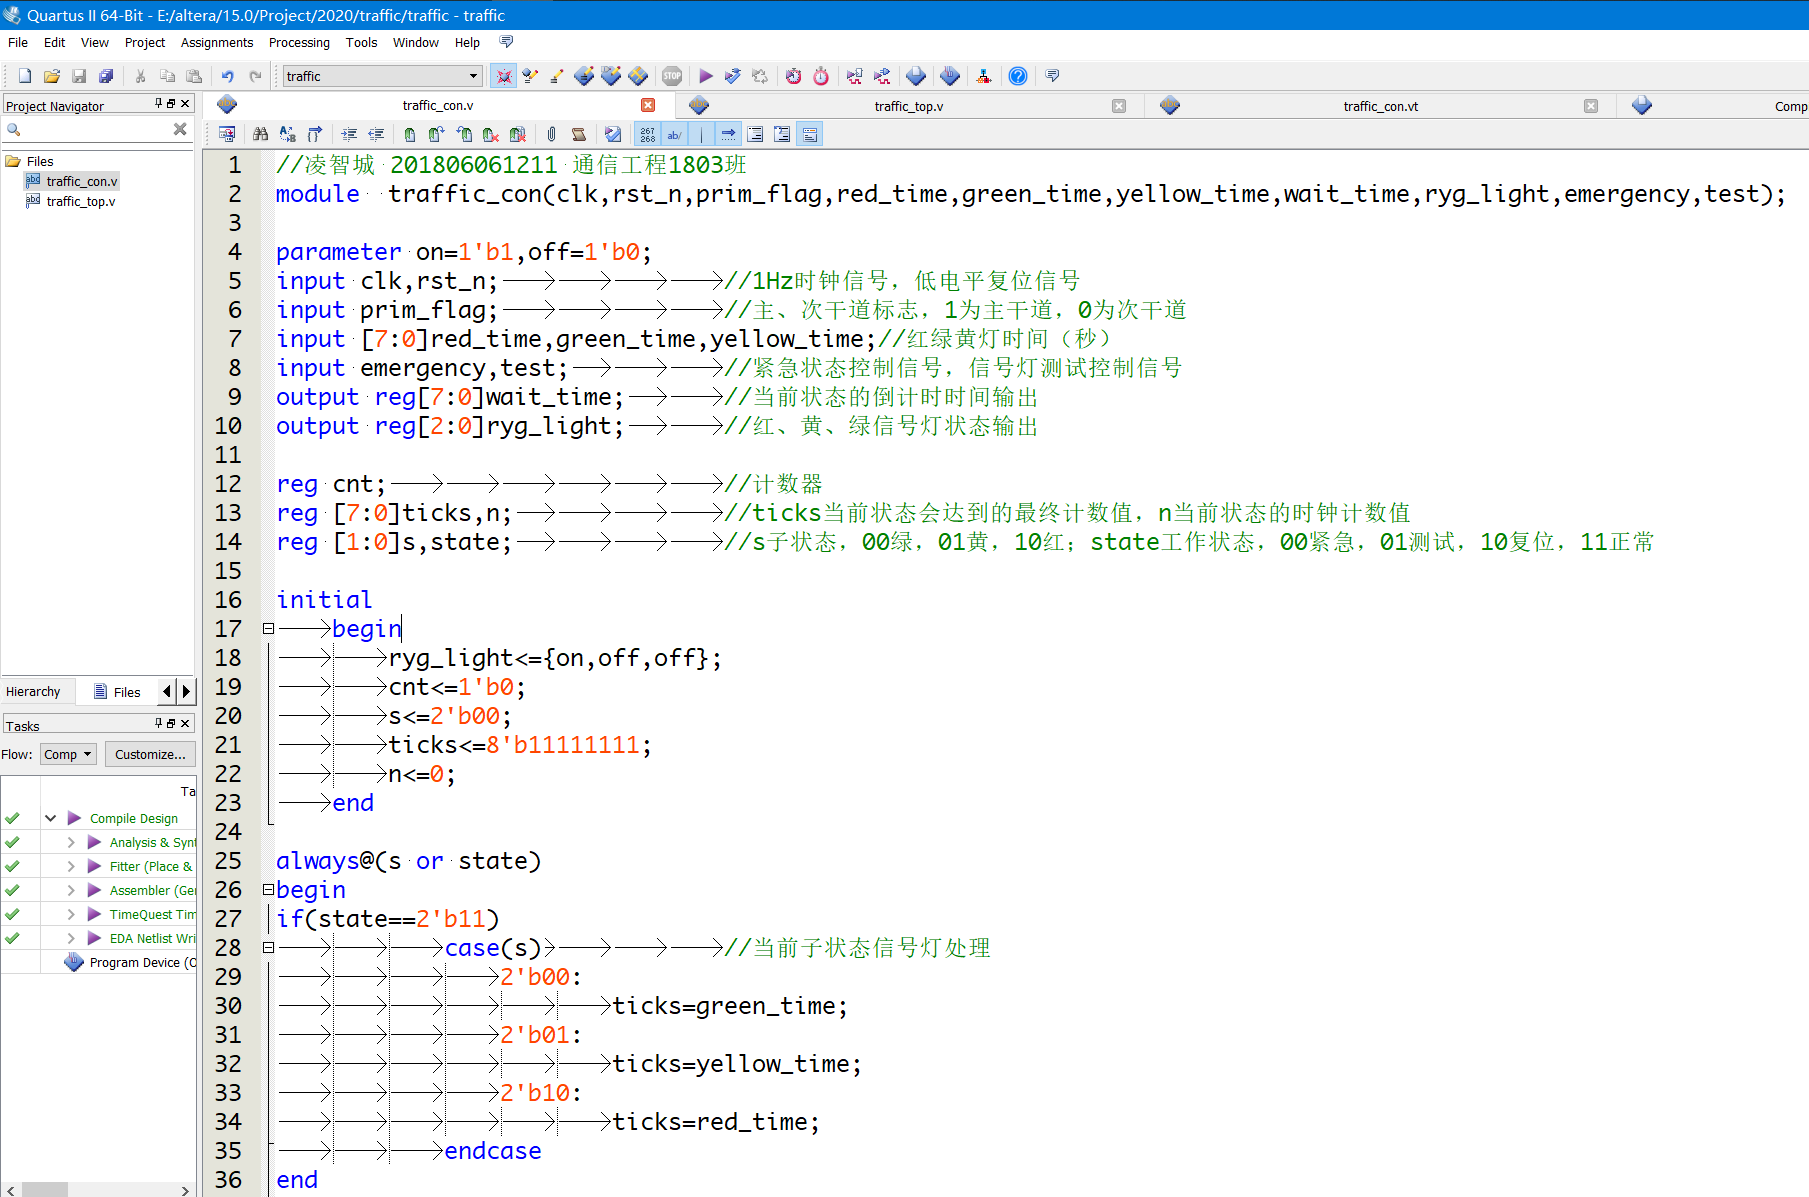 Quartus II 64-Bit - E:/altera/15.0/Project/2020/traffic/traffic - traffic
File Edit View Project Assignments Processing Tools Window Help
traffic
STOP
Project Navigator
Files
traffic_con.v
traffic_top.v
Hierarchy Files
Tasks
Flow: Comp Customize...
Ta
Compile Design
Analysis & Synt
Fitter (Place &
Assembler (Ge
TimeQuest Tim
EDA Netlist Wri
Program Device (O
traffic_con.v traffic_top.v traffic_con.vt Comp
267 268 ab/
1 //凌智城 201806061211 通信工程1803班
2 module traffic_con(clk,rst_n,prim_flag,red_time,green_time,yellow_time,wait_time,ryg_light,emergency,test);
3
4 parameter on=1'b1,off=1'b0;
5 input clk,rst_n; //1Hz时钟信号，低电平复位信号
6 input prim_flag; //主、次干道标志，1为主干道，0为次干道
7 input [7:0]red_time,green_time,yellow_time;//红绿黄灯时间（秒）
8 input emergency,test; //紧急状态控制信号，信号灯测试控制信号
9 output reg[7:0]wait_time; //当前状态的倒计时时间输出
10 output reg[2:0]ryg_light; //红、黄、绿信号灯状态输出
11
12 reg cnt; //计数器
13 reg [7:0]ticks,n; //ticks当前状态会达到的最终计数值，n当前状态的时钟计数值
14 reg [1:0]s,state; //s子状态，00绿，01黄，10红；state工作状态，00紧急，01测试，10复位，11正常
15
16 initial
17 begin
18 ryg_light<={on,off,off};
19 cnt<=1'b0;
20 s<=2'b00;
21 ticks<=8'b11111111;
22 n<=0;
23 end
24
25 always@(s or state)
26 begin
27 if(state==2'b11)
28 case(s) //当前子状态信号灯处理
29 2'b00:
30 ticks=green_time;
31 2'b01:
32 ticks=yellow_time;
33 2'b10:
34 ticks=red_time;
35 endcase
36 end